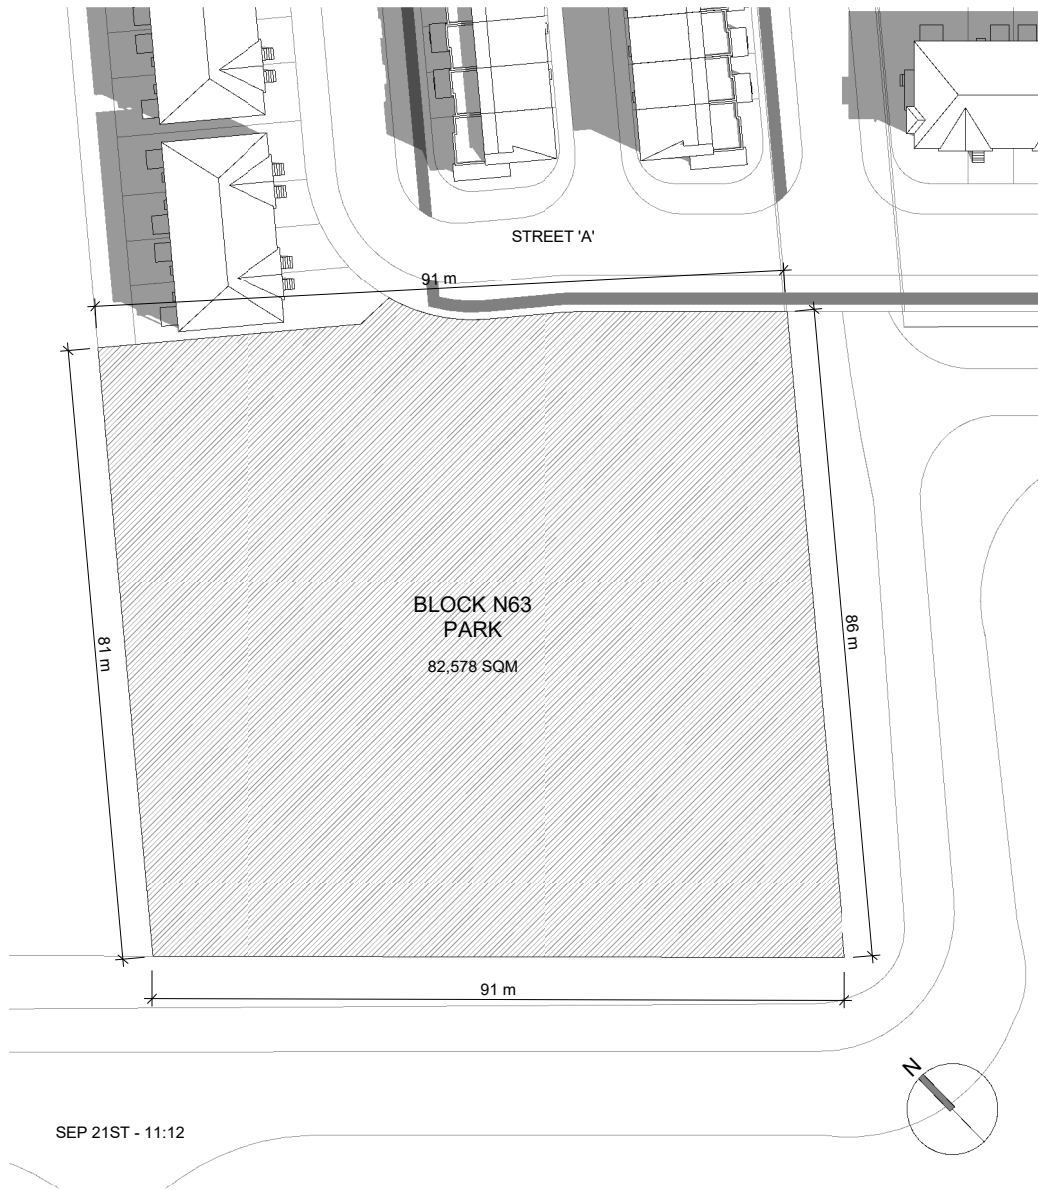 STREET 'A'
91 m
81 m
BLOCK N63
PARK
82,578 SQM
86 m
91 m
N
SEP 21ST - 11:12